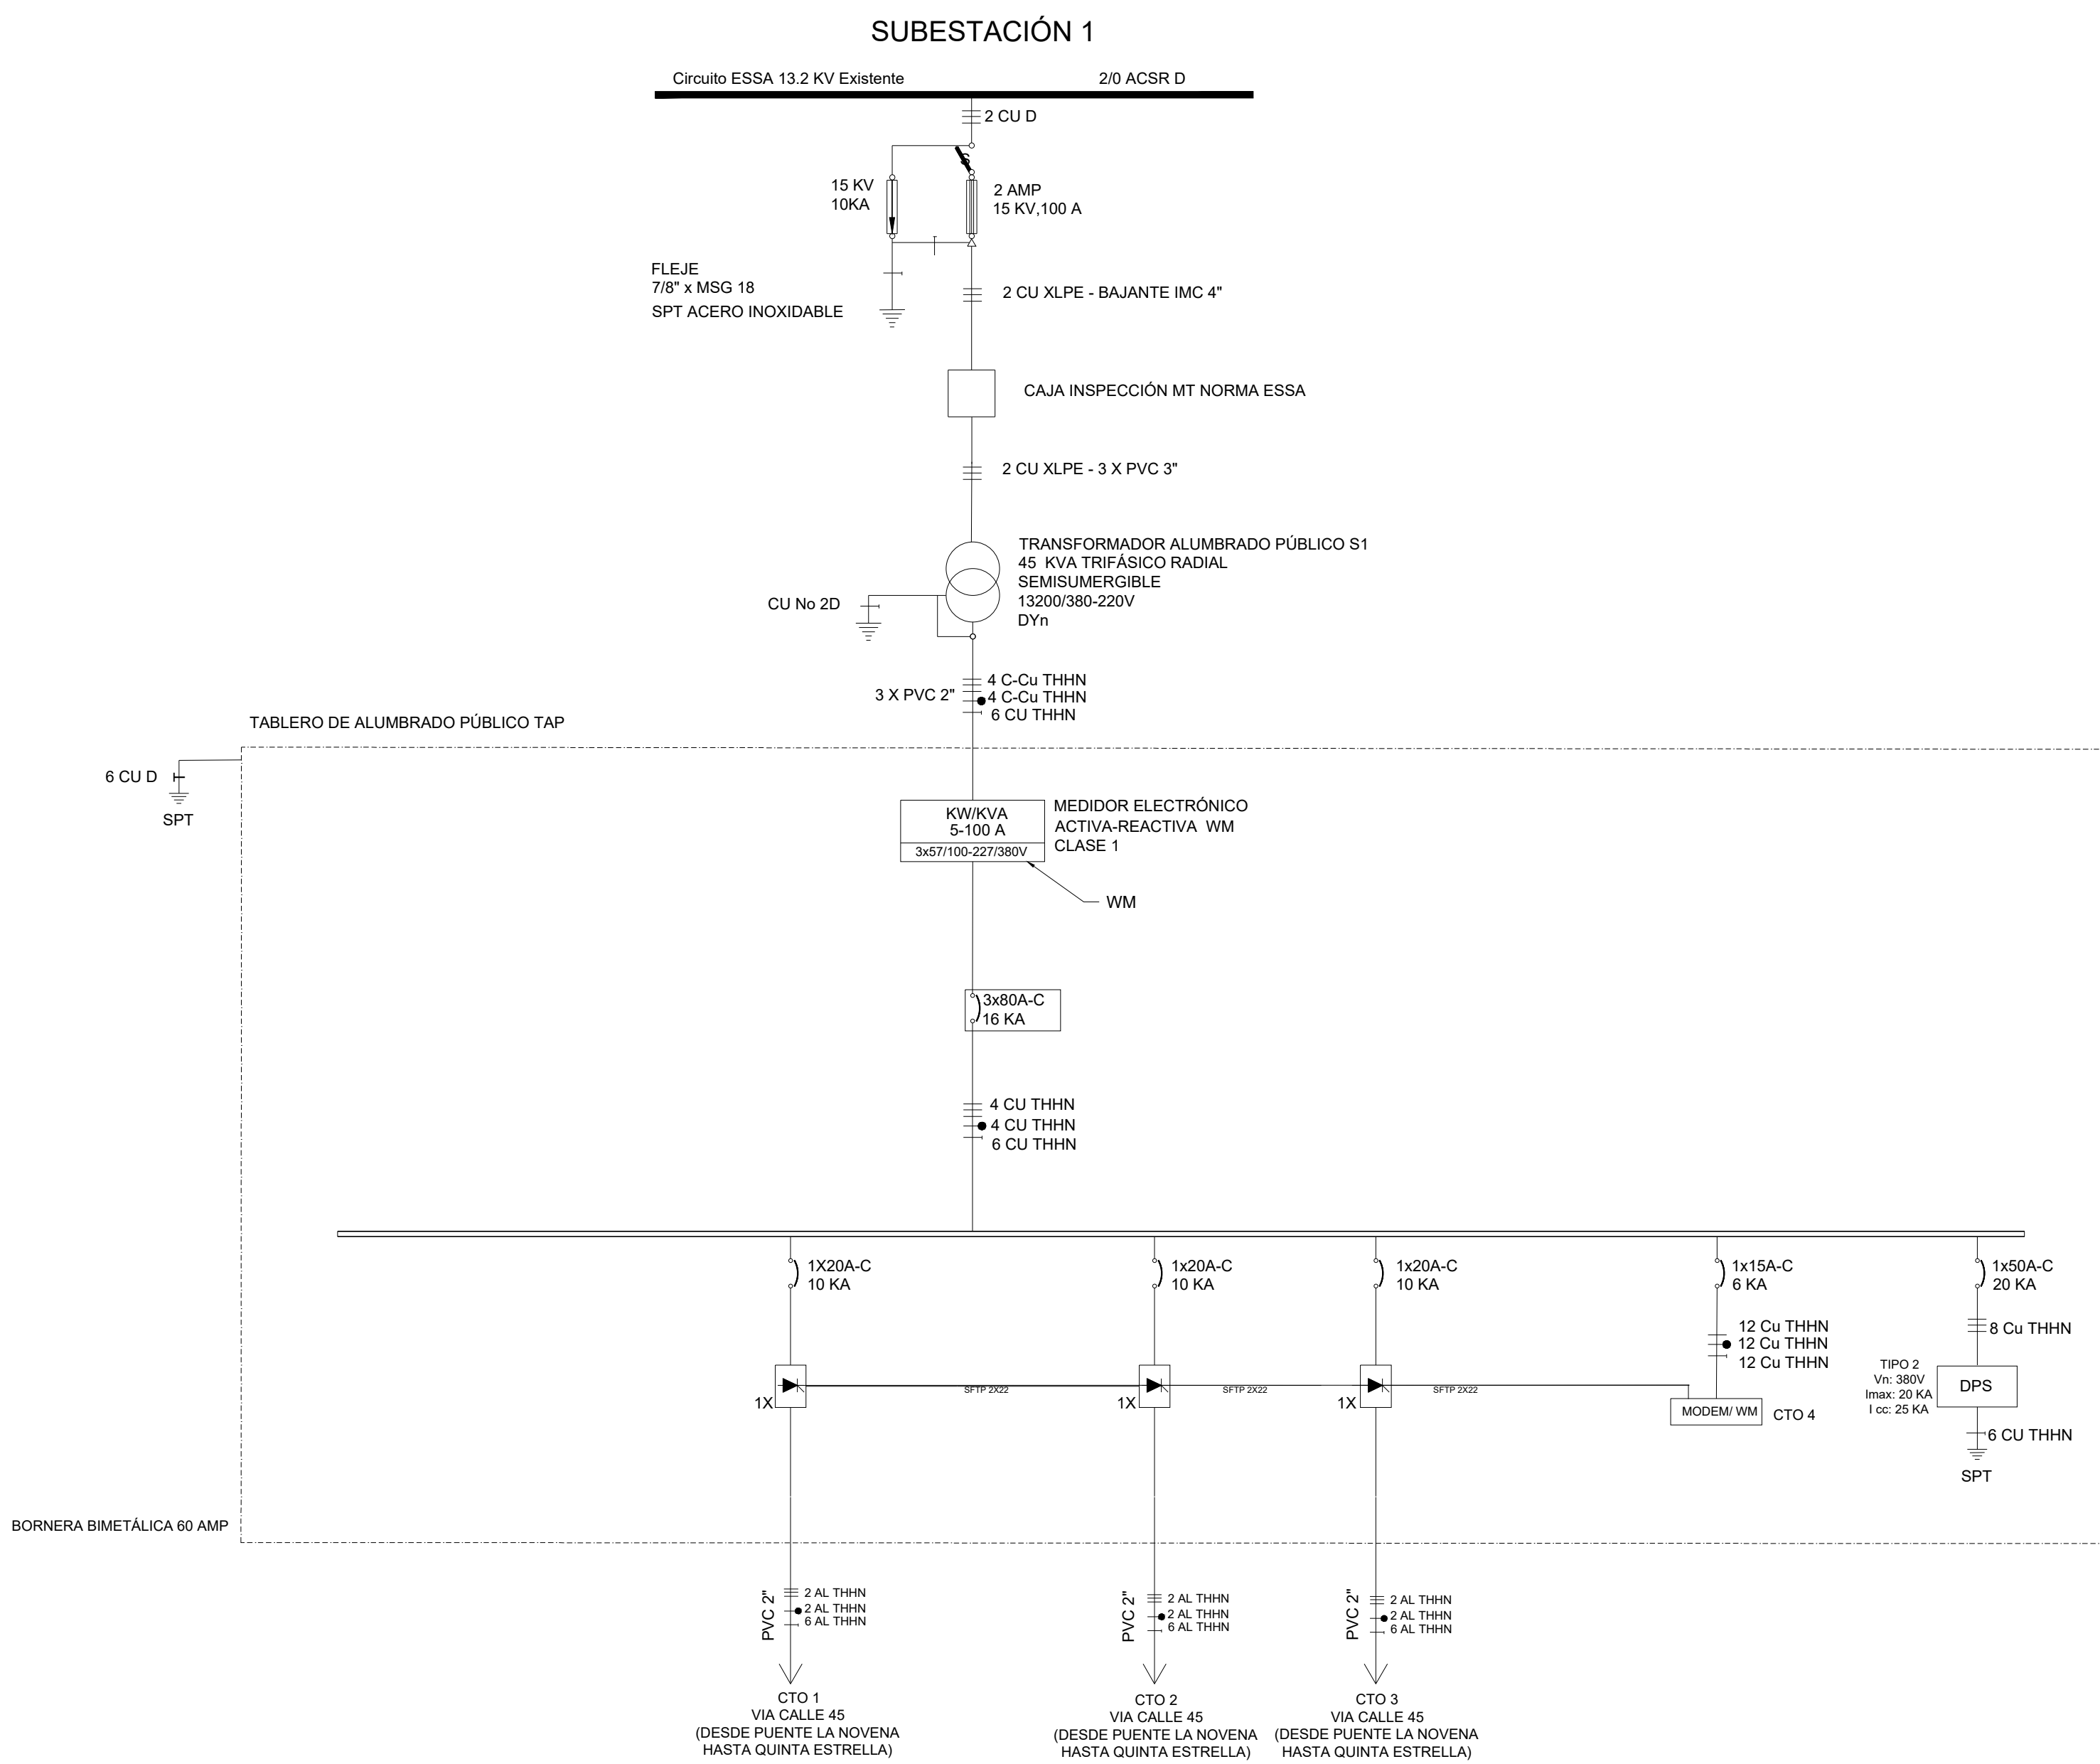 SUBESTACIÓN 1
Circuito ESSA 13.2 KV Existente
2/0 ACSR D
2 CU D
S
15 KV
10KA
2 AMP
15 KV,100 A
FLEJE
7/8" x MSG 18
SPT ACERO INOXIDABLE
2 CU XLPE - BAJANTE IMC 4"
CAJA INSPECCIÓN MT NORMA ESSA
2 CU XLPE - 3 X PVC 3"
TRANSFORMADOR ALUMBRADO PÚBLICO S1
45 KVA TRIFÁSICO RADIAL
SEMISUMERGIBLE
13200/380-220V
DYn
CU No 2D
3 X PVC 2"
4 C-Cu THHN
4 C-Cu THHN
6 CU THHN
TABLERO DE ALUMBRADO PÚBLICO TAP
6 CU D
SPT
KW/KVA
5-100 A
3x57/100-227/380V
MEDIDOR ELECTRÓNICO
ACTIVA-REACTIVA WM
CLASE 1
WM
3x80A-C
16 KA
4 CU THHN
4 CU THHN
6 CU THHN
1X20A-C
10 KA
1x20A-C
10 KA
1x20A-C
10 KA
1x15A-C
6 KA
1x50A-C
20 KA
12 Cu THHN
12 Cu THHN
12 Cu THHN
8 Cu THHN
1X
SFTP 2X22
1X
SFTP 2X22
1X
SFTP 2X22
MODEM/ WM
CTO 4
TIPO 2
Vn: 380V
Imax: 20 KA
I cc: 25 KA
DPS
6 CU THHN
SPT
BORNERA BIMETÁLICA 60 AMP
PVC 2"
2 AL THHN
2 AL THHN
6 AL THHN
PVC 2"
2 AL THHN
2 AL THHN
6 AL THHN
PVC 2"
2 AL THHN
2 AL THHN
6 AL THHN
CTO 1
VIA CALLE 45
(DESDE PUENTE LA NOVENA
HASTA QUINTA ESTRELLA)
CTO 2
VIA CALLE 45
(DESDE PUENTE LA NOVENA
HASTA QUINTA ESTRELLA)
CTO 3
VIA CALLE 45
(DESDE PUENTE LA NOVENA
HASTA QUINTA ESTRELLA)